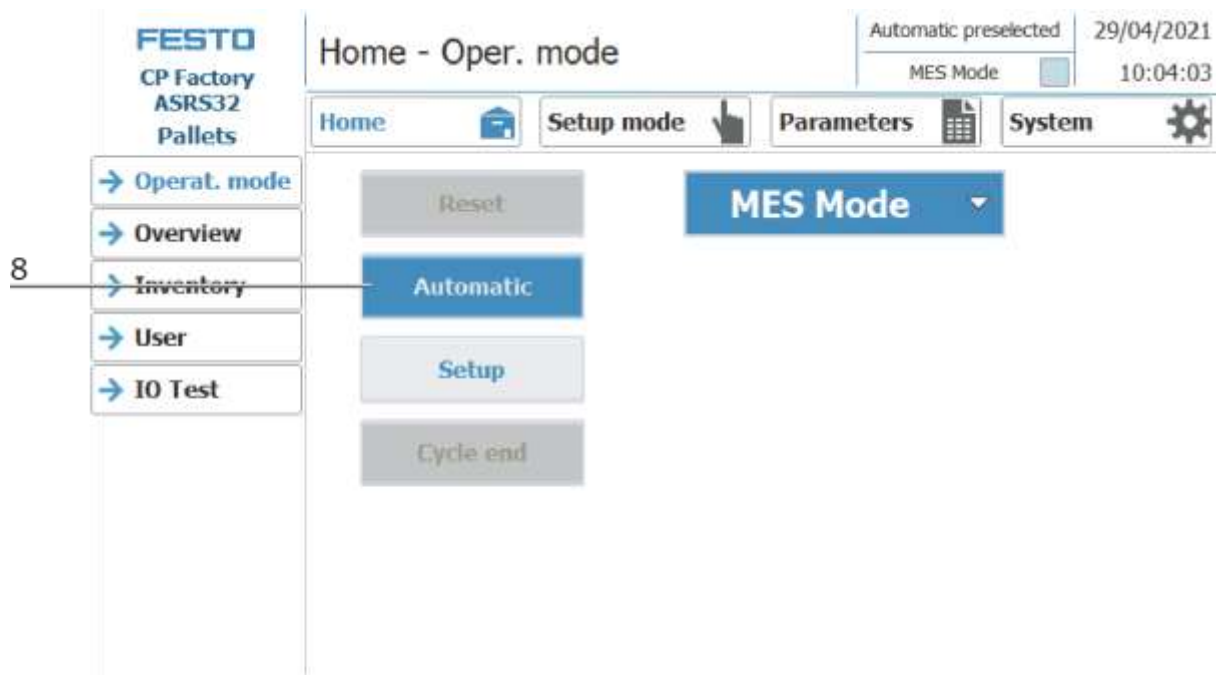 FESTO
CP Factory
ASRS32
Pallets
Home - Oper. mode
Automatic preselected
MES Mode
29/04/2021
10:04:03
Home
Setup mode
Parameters
System
Operat. mode
Overview
Inventory
User
IO Test
8
Reset
Automatic
Setup
Cycle end
MES Mode